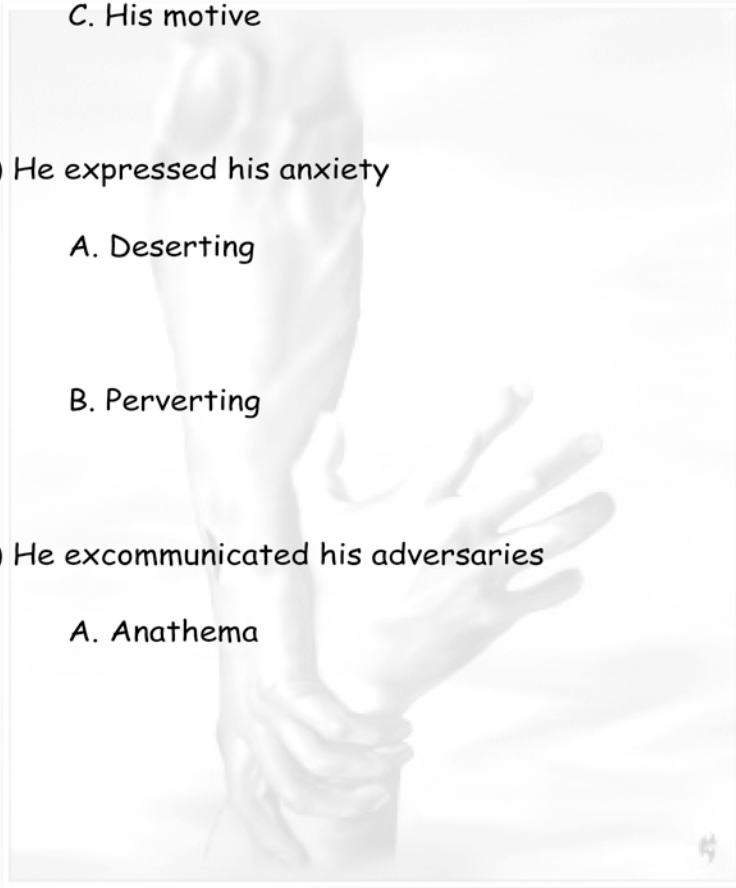 C. His motive
) He expressed his anxiety
A. Deserting
B. Perverting
) He excommunicated his adversaries
A. Anathema